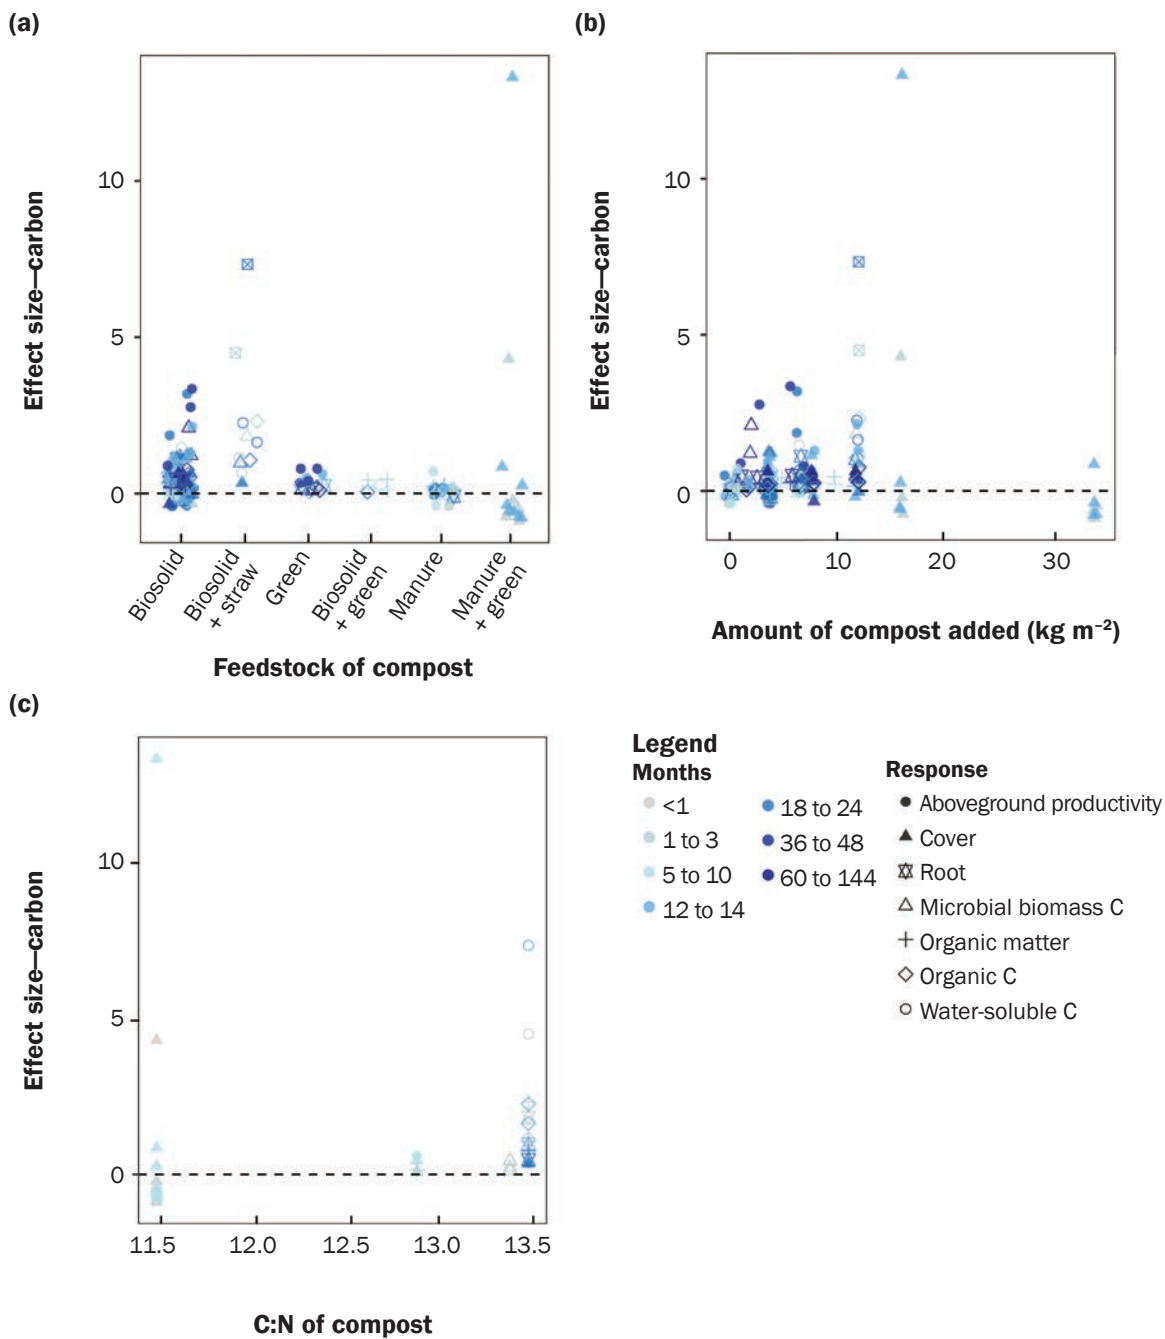 (a)
10
5
0
Effect size—carbon
Biosolid
Biosolid
+ straw
Green
Biosolid
+ green
Manure
Manure
+ green
Feedstock of compost
(b)
10
5
0
Effect size—carbon
0
10
20
30
Amount of compost added (kg m⁻²)
(c)
10
5
0
Effect size—carbon
11.5
12.0
12.5
13.0
13.5
C:N of compost
Legend
Months
<1
1 to 3
5 to 10
12 to 14
18 to 24
36 to 48
60 to 144
Response
Aboveground productivity
Cover
Root
Microbial biomass C
Organic matter
Organic C
Water-soluble C